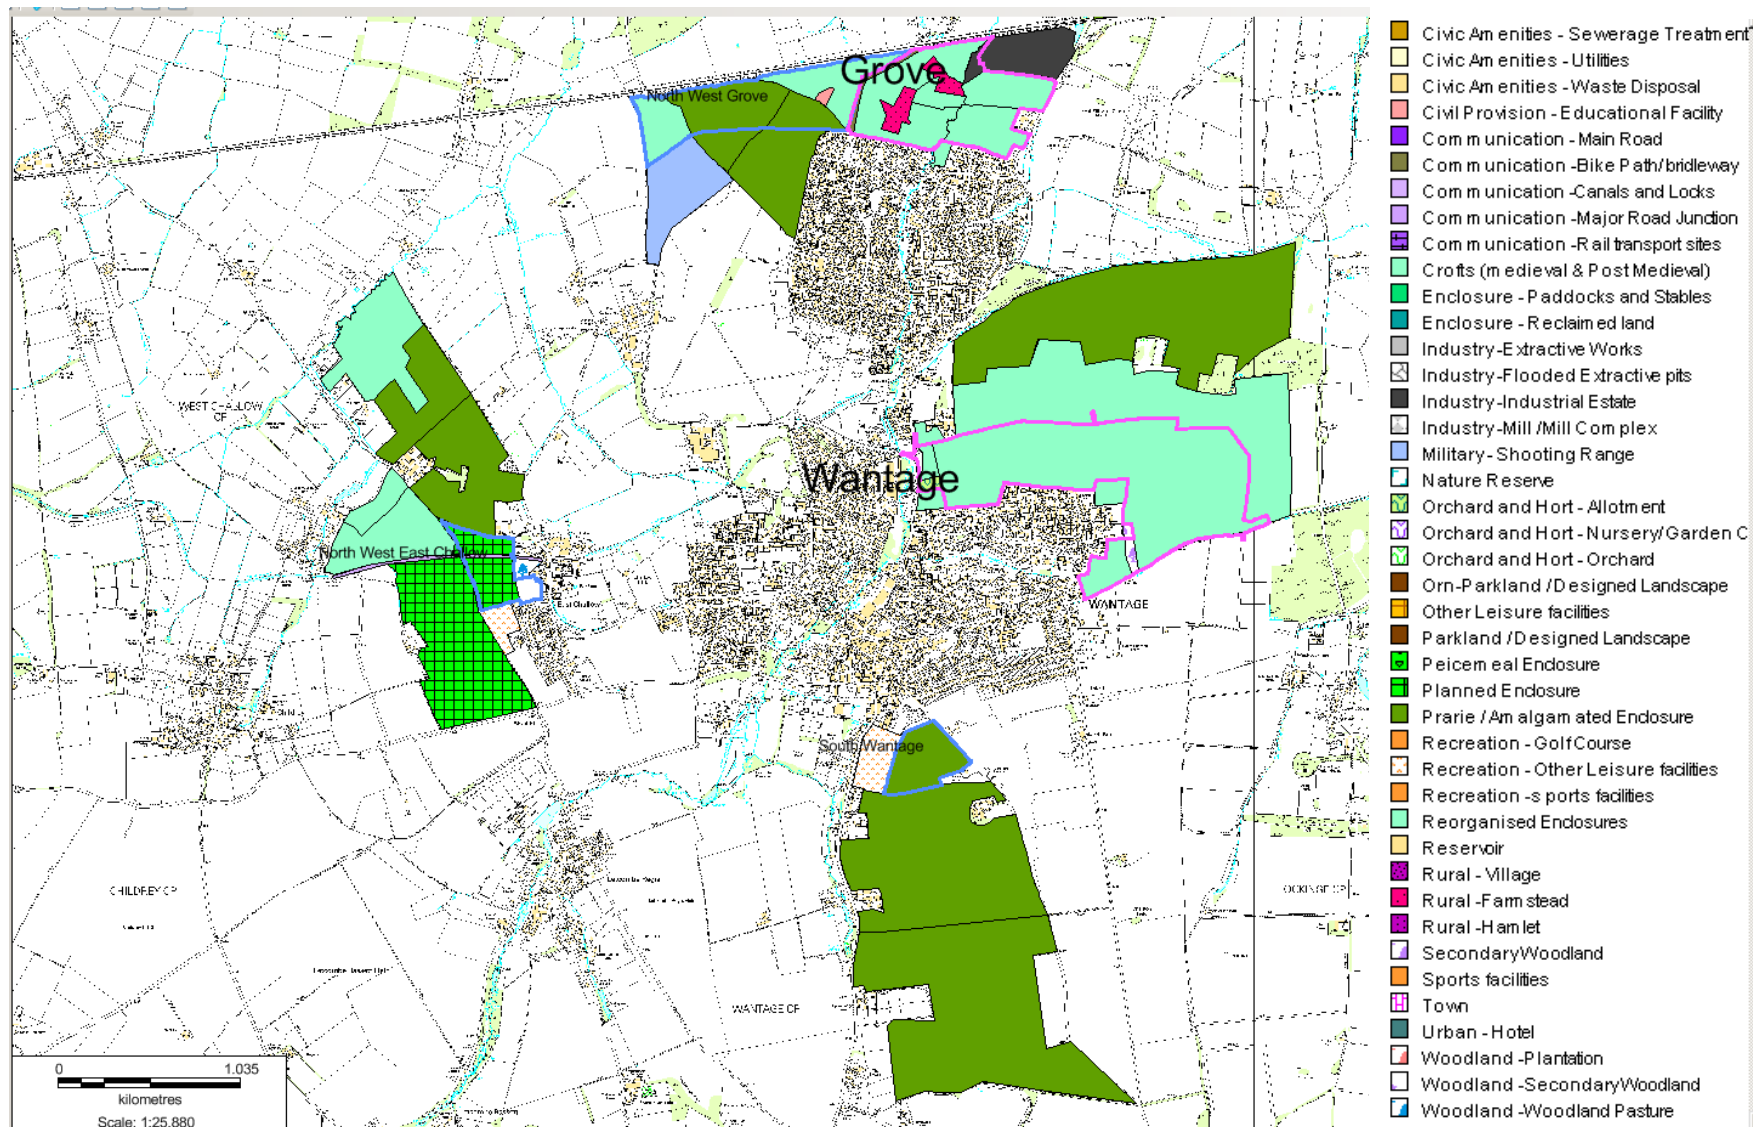 Grove
North West Grove
WEST CHALLOW
CP
Wantage
North West East Challow
East Challow
WANTAGE
South Wantage
CHILDREY CP
WANTAGE CP
0 1.035
kilometres
Scale: 1:25,880
Civic Amenities - Sewerage Treatment
Civic Amenities - Utilities
Civic Amenities - Waste Disposal
Civil Provision - Educational Facility
Communication - Main Road
Communication - Bike Path/bridleway
Communication -Canals and Locks
Communication -Major Road Junction
Communication -Rail transport sites
Crofts (medieval & Post Medieval)
Enclosure - Paddocks and Stables
Enclosure - Reclaimed land
Industry-Extractive Works
Industry-Flooded Extractive pits
Industry-Industrial Estate
Industry-Mill /Mill Complex
Military - Shooting Range
Nature Reserve
Orchard and Hort - Allotment
Orchard and Hort - Nursery/Garden C
Orchard and Hort - Orchard
Orn-Parkland /Designed Landscape
Other Leisure facilities
Parkland /Designed Landscape
Peicemeal Enclosure
Planned Enclosure
Prarie /Amalgamated Enclosure
Recreation - Golf Course
Recreation - Other Leisure facilities
Recreation -sports facilities
Reorganised Enclosures
Reservoir
Rural - Village
Rural -Farmstead
Rural -Hamlet
SecondaryWoodland
Sports facilities
Town
Urban - Hotel
Woodland -Plantation
Woodland -SecondaryWoodland
Woodland -Woodland Pasture